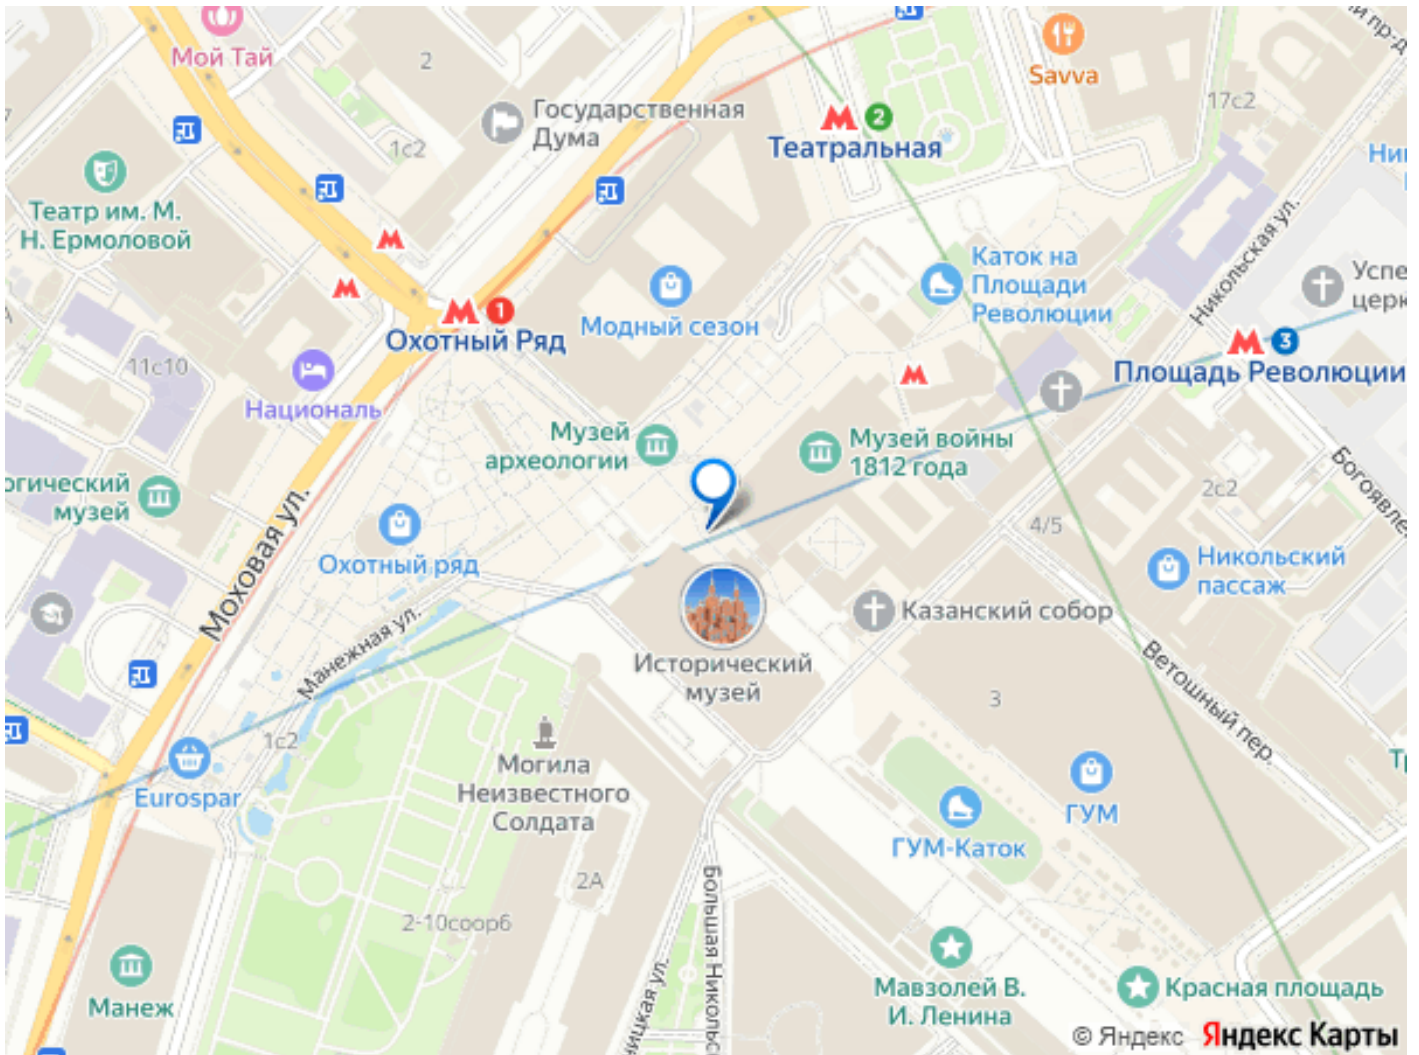 Мой Тай
2
Государственная
Дума
1с2
Savva
17с2
2
Театральная
Театр им. М.
Н. Ермоловой
Никольская ул.
Каток на
Площади
Революции
1
Охотный Ряд
Модный сезон
11с10
Националь
3
Площадь Революции
Музей
археологии
Музей войны
1812 года
музей
Моховая ул.
Охотный ряд
2с2
4/5
Никольский
пассаж
Казанский собор
Манежная ул.
Исторический
музей
Ветошный пер.
3
1с2
Eurospar
Могила
Неизвестного
Солдата
ГУМ
ГУМ-Каток
2А
2-10соор6
Манеж
Мавзолей В.
И. Ленина
Красная площадь
© Яндекс Яндекс Карты